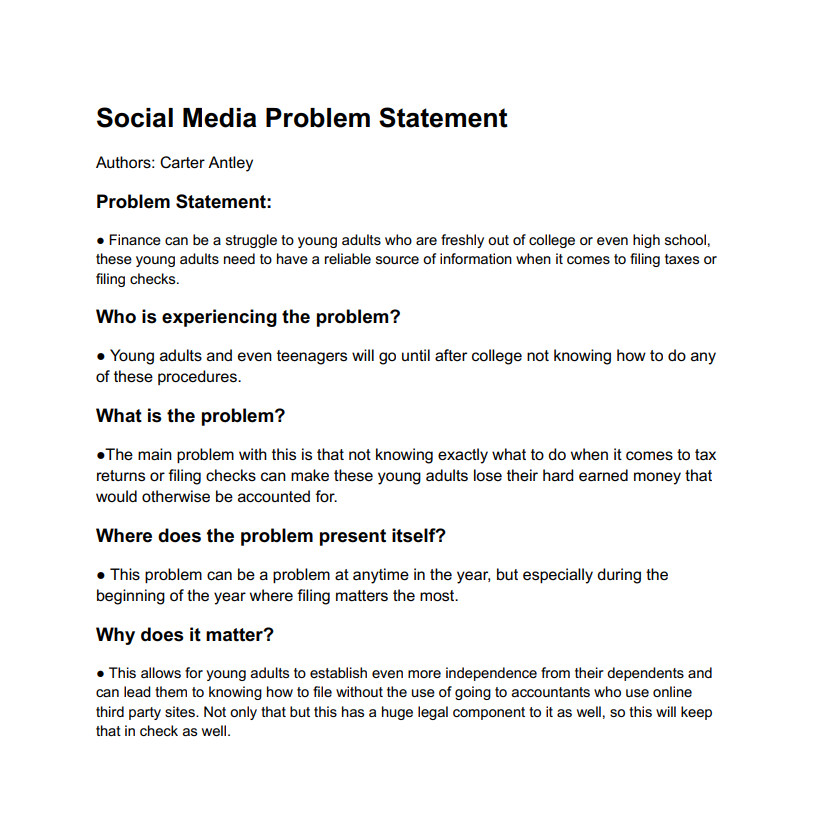 Social Media Problem Statement
Authors: Carter Antley
Problem Statement:
● Finance can be a struggle to young adults who are freshly out of college or even high school,
these young adults need to have a reliable source of information when it comes to filing taxes or
filing checks.
Who is experiencing the problem?
● Young adults and even teenagers will go until after college not knowing how to do any
of these procedures.
What is the problem?
●The main problem with this is that not knowing exactly what to do when it comes to tax
returns or filing checks can make these young adults lose their hard earned money that
would otherwise be accounted for.
Where does the problem present itself?
● This problem can be a problem at anytime in the year, but especially during the
beginning of the year where filing matters the most.
Why does it matter?
● This allows for young adults to establish even more independence from their dependents and
can lead them to knowing how to file without the use of going to accountants who use online
third party sites. Not only that but this has a huge legal component to it as well, so this will keep
that in check as well.